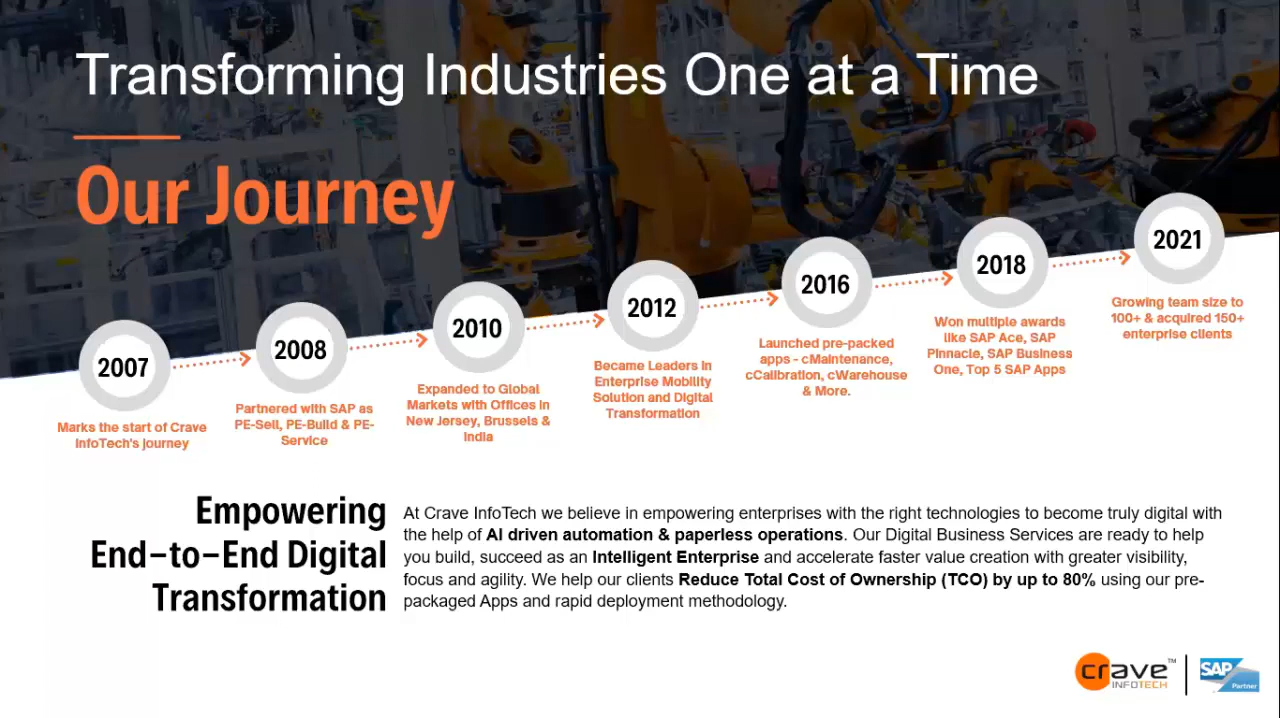 Transforming Industries One at a Time
Our Journey
2007
Marks the start of Crave
InfoTech's journey
2008
Partnered with SAP as
PE-Sell, PE-Build & PE-
Service
2010
Expanded to Global
Markets with Offices in
New Jersey, Brussels &
India
2012
Became Leaders in
Enterprise Mobility
Solution and Digital
Transformation
2016
Launched pre-packed
apps - cMaintenance,
cCalibration, cWarehouse
& More.
2018
Won multiple awards
like SAP Ace, SAP
Pinnacle, SAP Business
One, Top 5 SAP Apps
2021
Growing team size to
100+ & acquired 150+
enterprise clients
Empowering
End-to-End Digital
Transformation
At Crave InfoTech we believe in empowering enterprises with the right technologies to become truly digital with
the help of AI driven automation & paperless operations. Our Digital Business Services are ready to help
you build, succeed as an Intelligent Enterprise and accelerate faster value creation with greater visibility,
focus and agility. We help our clients Reduce Total Cost of Ownership (TCO) by up to 80% using our pre-
packaged Apps and rapid deployment methodology.
crave™
INFOTECH
SAP
Partner